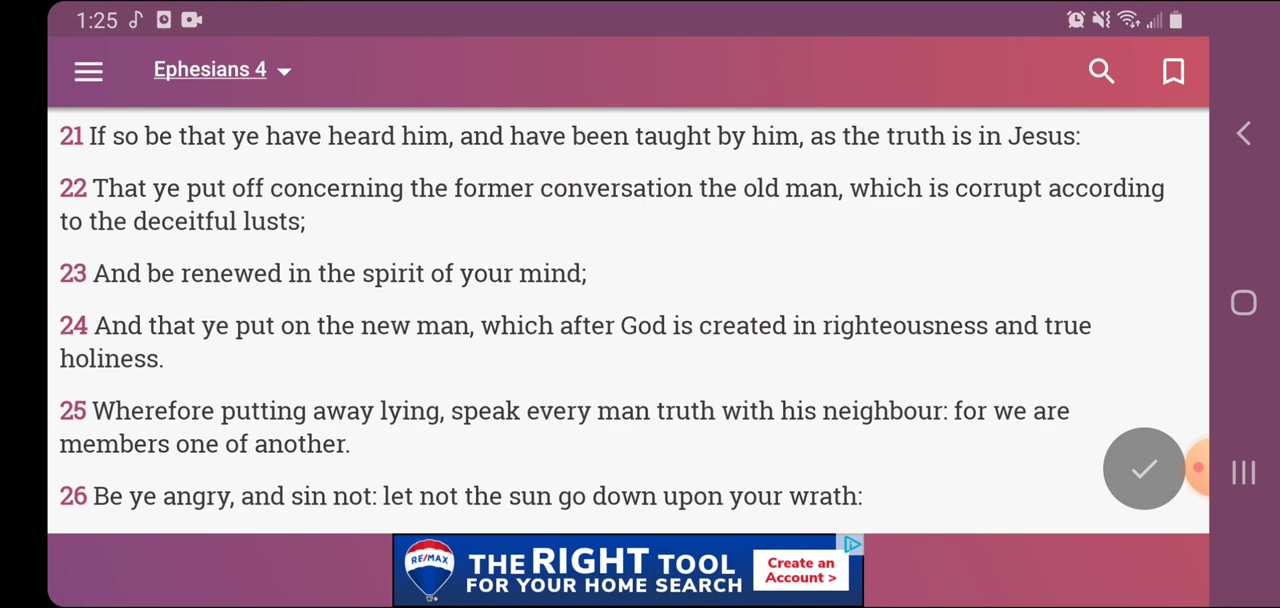 1:25
Ephesians 4
21 If so be that ye have heard him, and have been taught by him, as the truth is in Jesus:
22 That ye put off concerning the former conversation the old man, which is corrupt according
to the deceitful lusts;
23 And be renewed in the spirit of your mind;
24 And that ye put on the new man, which after God is created in righteousness and true
holiness.
25 Wherefore putting away lying, speak every man truth with his neighbour: for we are
members one of another.
26 Be ye angry, and sin not: let not the sun go down upon your wrath:
RE/MAX
THE RIGHT TOOL
FOR YOUR HOME SEARCH
Create an
Account >